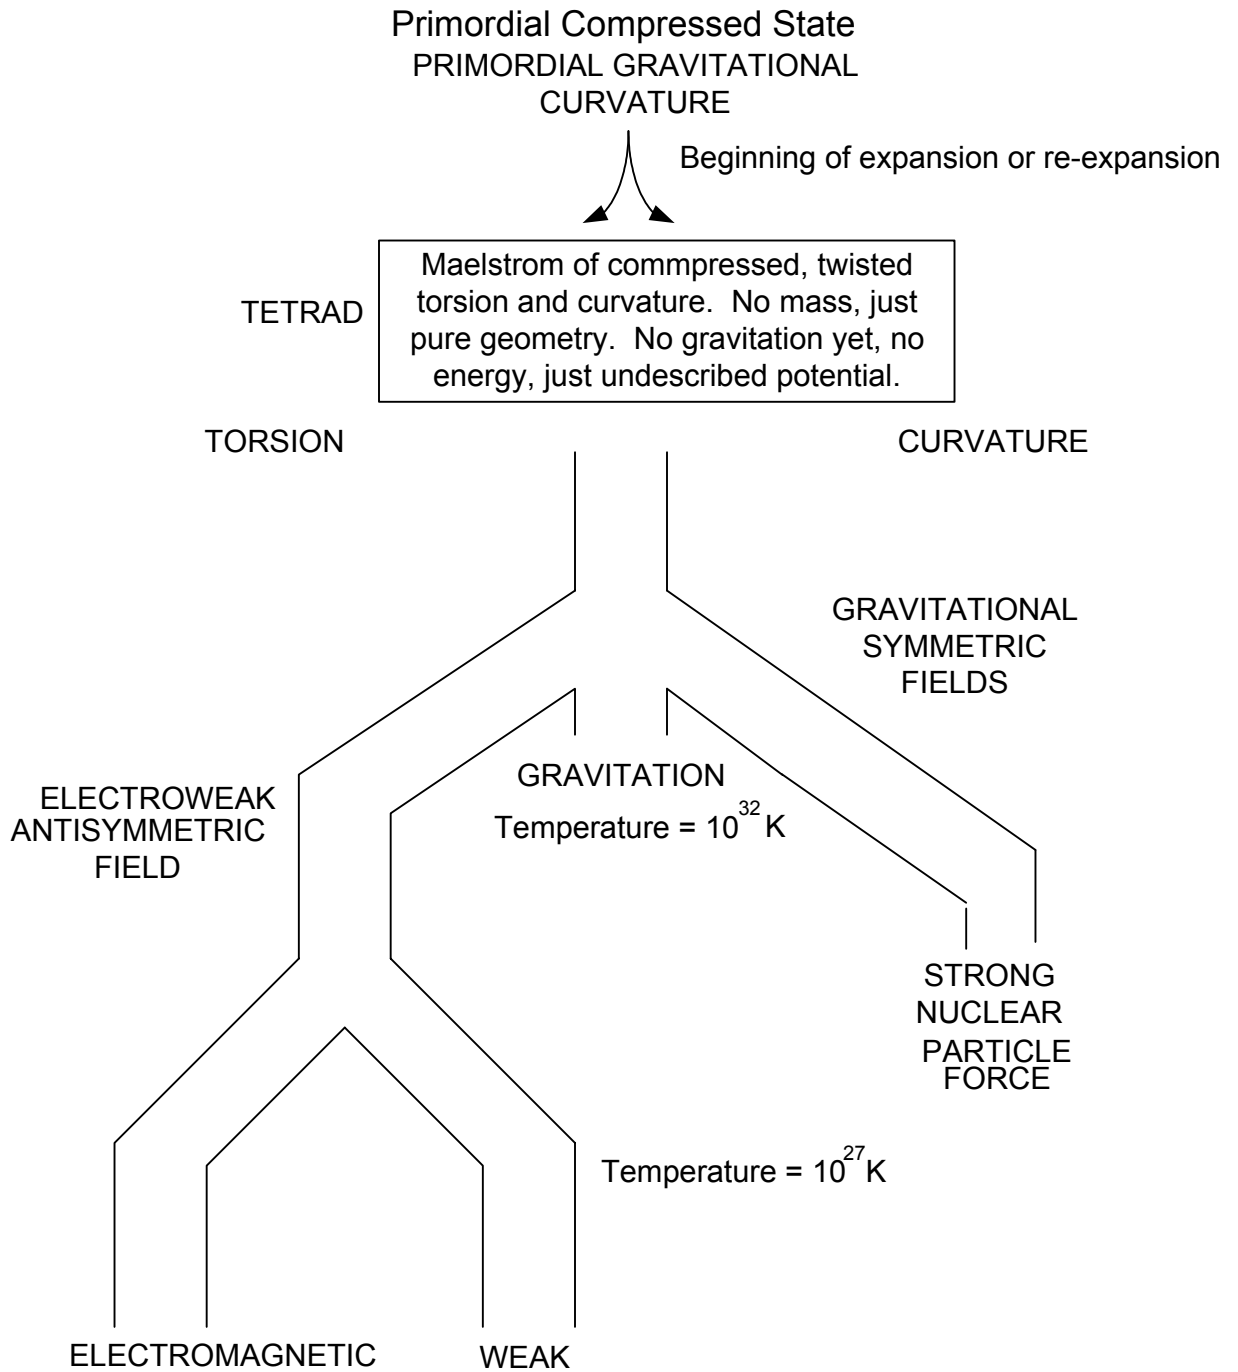 Primordial Compressed State
PRIMORDIAL GRAVITATIONAL
CURVATURE
Beginning of expansion or re-expansion
TETRAD
Maelstrom of commpressed, twisted
torsion and curvature.  No mass, just
pure geometry.  No gravitation yet, no
energy, just undescribed potential.
TORSION
CURVATURE
GRAVITATIONAL
SYMMETRIC
FIELDS
GRAVITATION
Temperature = 10^32 K
ELECTROWEAK
ANTISYMMETRIC
FIELD
STRONG
NUCLEAR
PARTICLE
FORCE
Temperature = 10^27 K
ELECTROMAGNETIC
WEAK